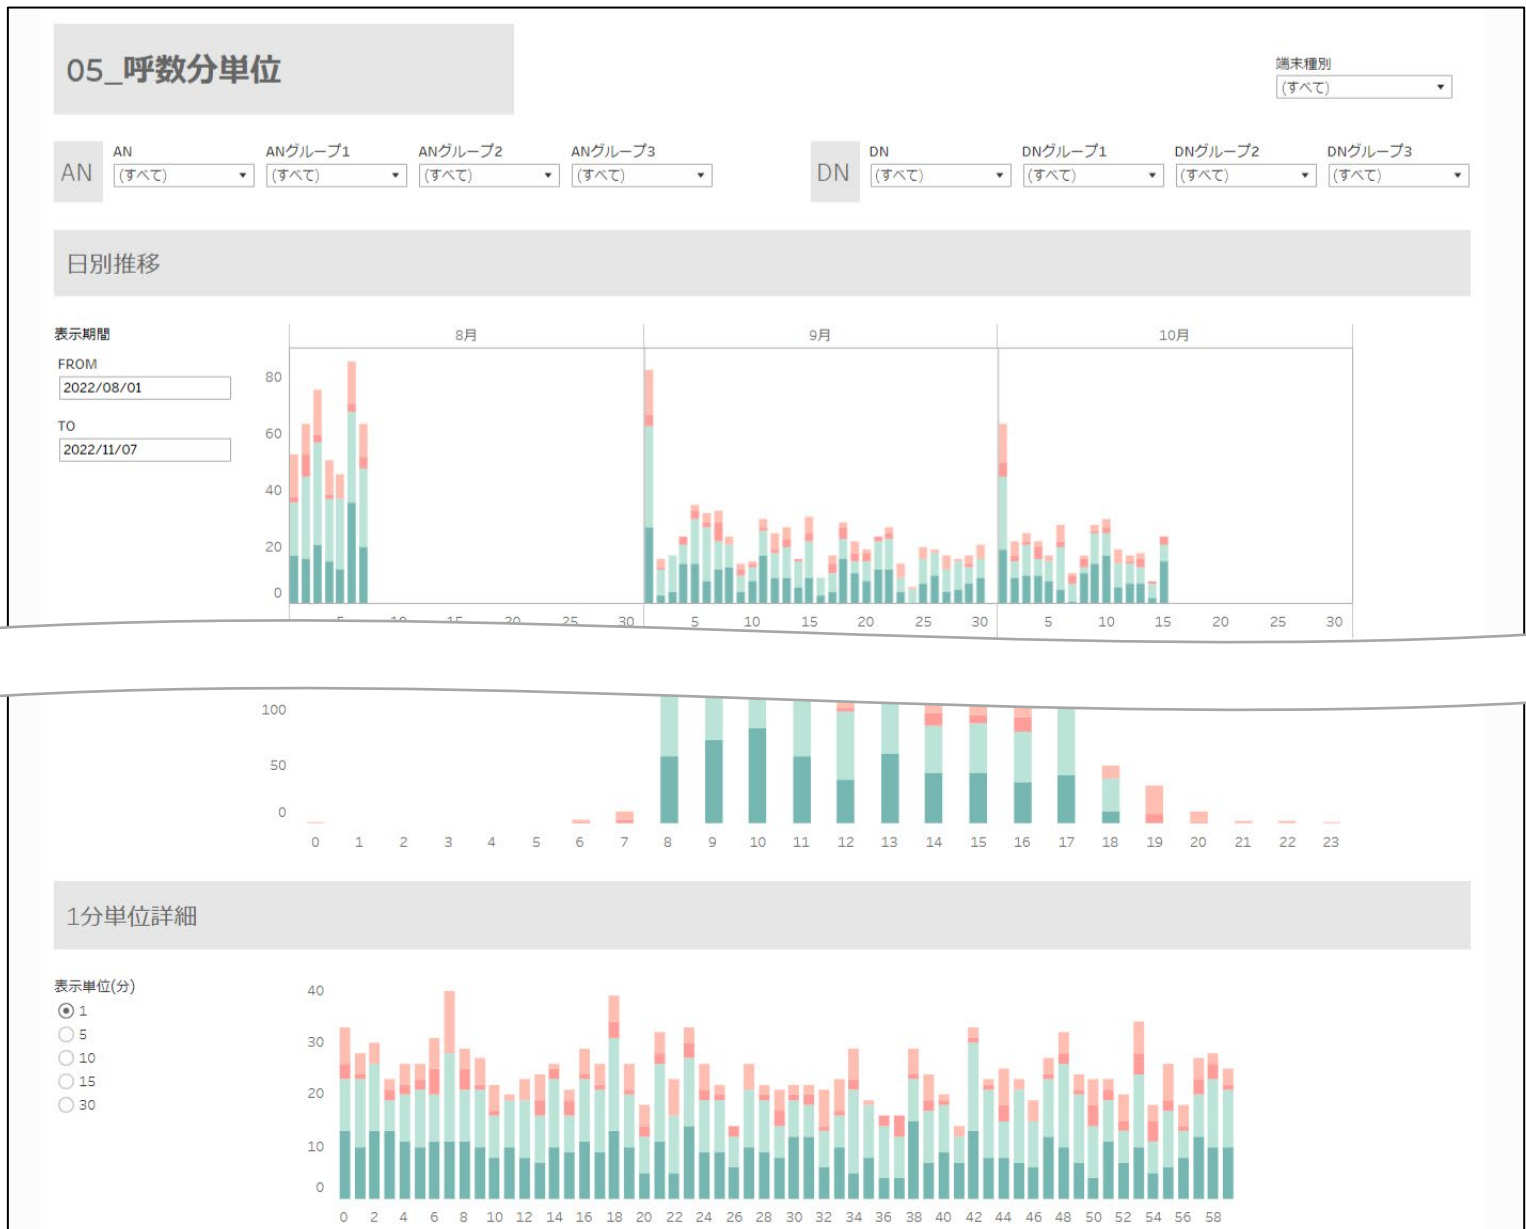 05_呼数分単位
端末種別
(すべて)
AN
AN
(すべて)
ANグループ1
(すべて)
ANグループ2
(すべて)
ANグループ3
(すべて)
DN
DN
(すべて)
DNグループ1
(すべて)
DNグループ2
(すべて)
DNグループ3
(すべて)
日別推移
表示期間
FROM
2022/08/01
TO
2022/11/07
8月 9月 10月
80
60
40
20
0
5 10 15 20 25 30 5 10 15 20 25 30 5 10 15 20 25 30
100
50
0
0 1 2 3 4 5 6 7 8 9 10 11 12 13 14 15 16 17 18 19 20 21 22 23
1分単位詳細
表示単位(分)
1
5
10
15
30
40
30
20
10
0
0 2 4 6 8 10 12 14 16 18 20 22 24 26 28 30 32 34 36 38 40 42 44 46 48 50 52 54 56 58